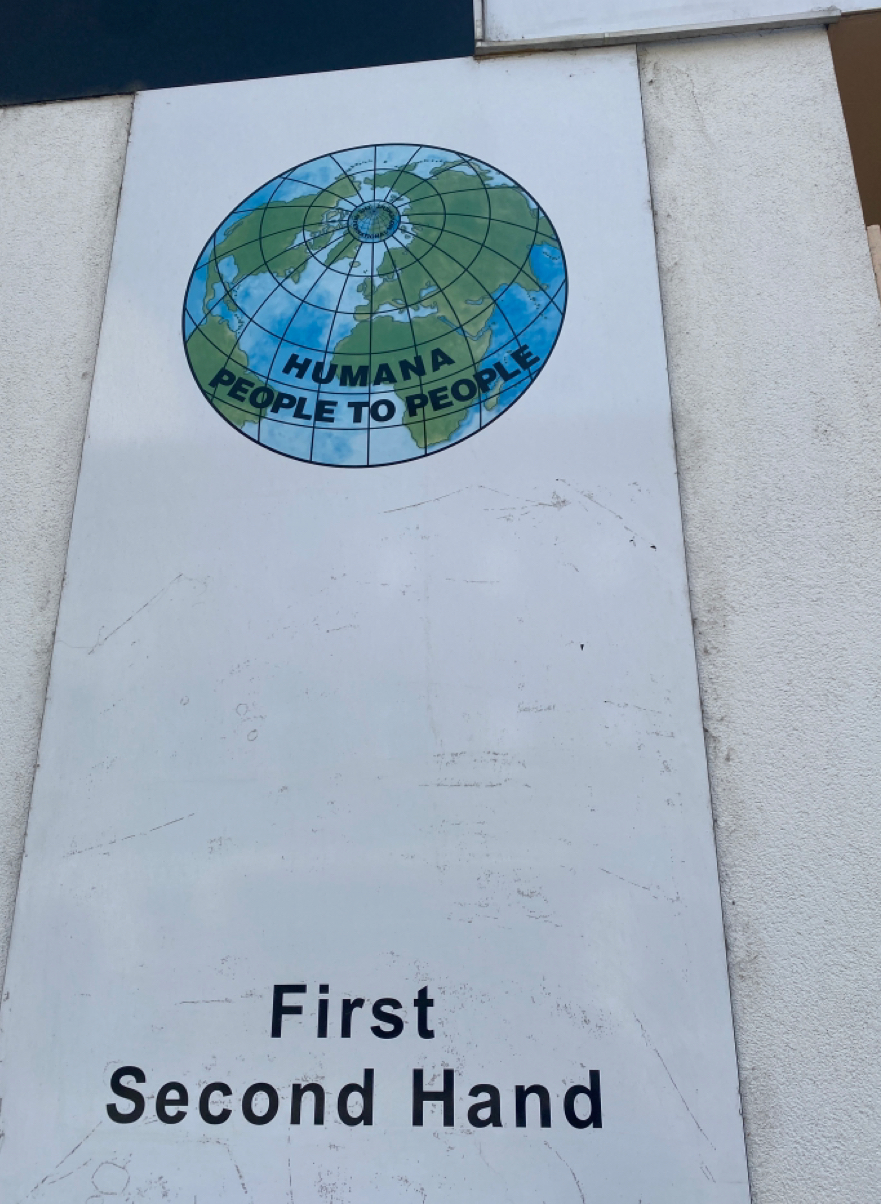 HUMANA
PEOPLE TO PEOPLE
First
Second Hand